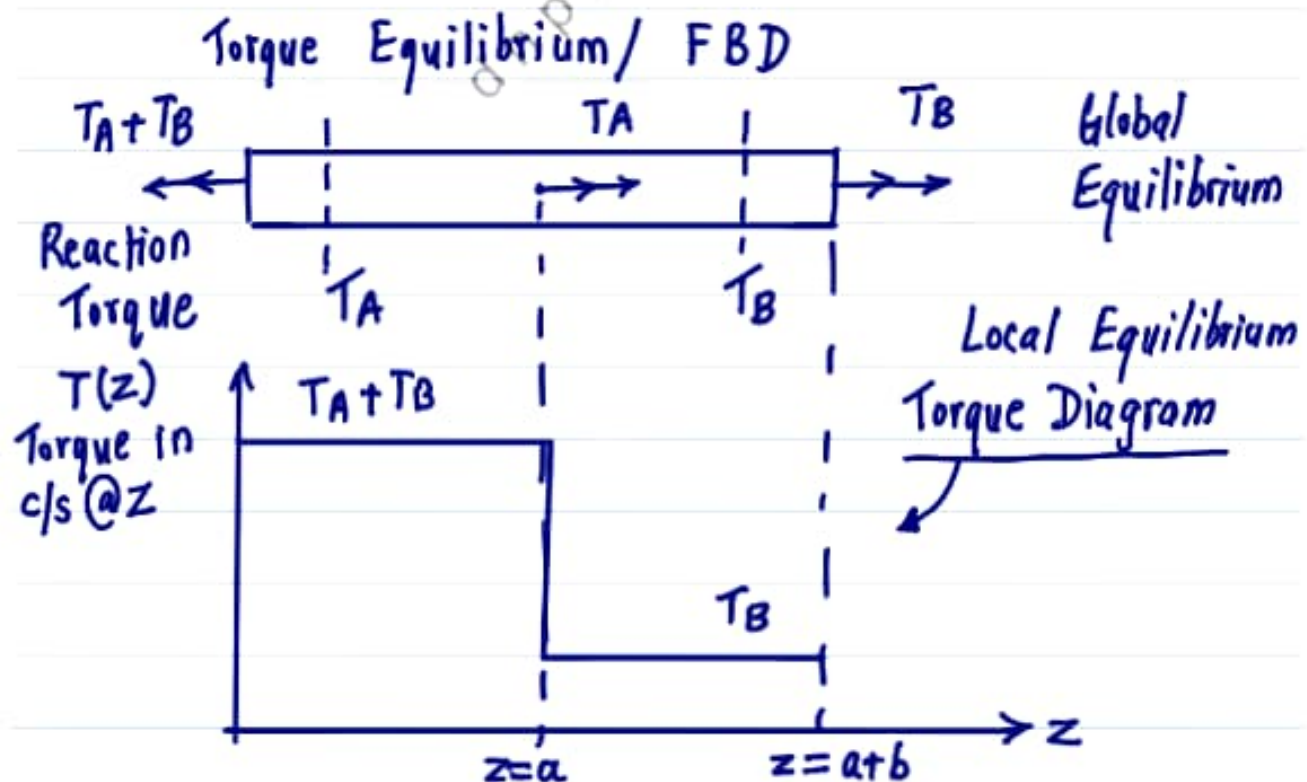 Torque Equilibrium/ FBD
TA+TB
TA
TB
Global
Equilibrium
Reaction
Torque
TA
TB
Local Equilibrium
Torque Diagram
T(z)
Torque in
c/s @z
TA+TB
TB
z
z=a
z=a+b